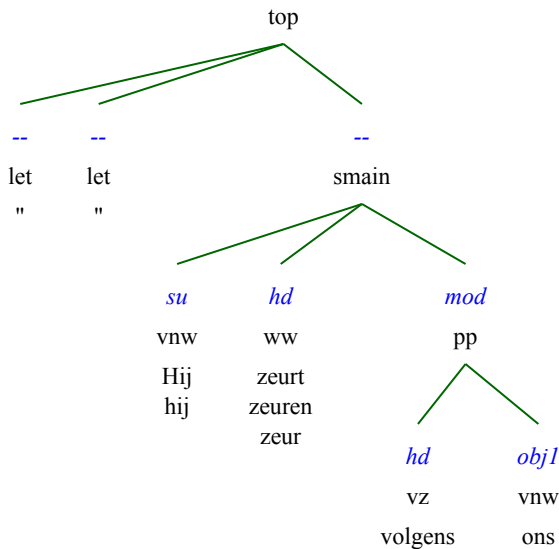 top
-- -- --
let let smain
" "
su hd mod
vnw ww pp
Hij zeurt
hij zeuren
zeur
hd obj1
vz vnw
volgens ons